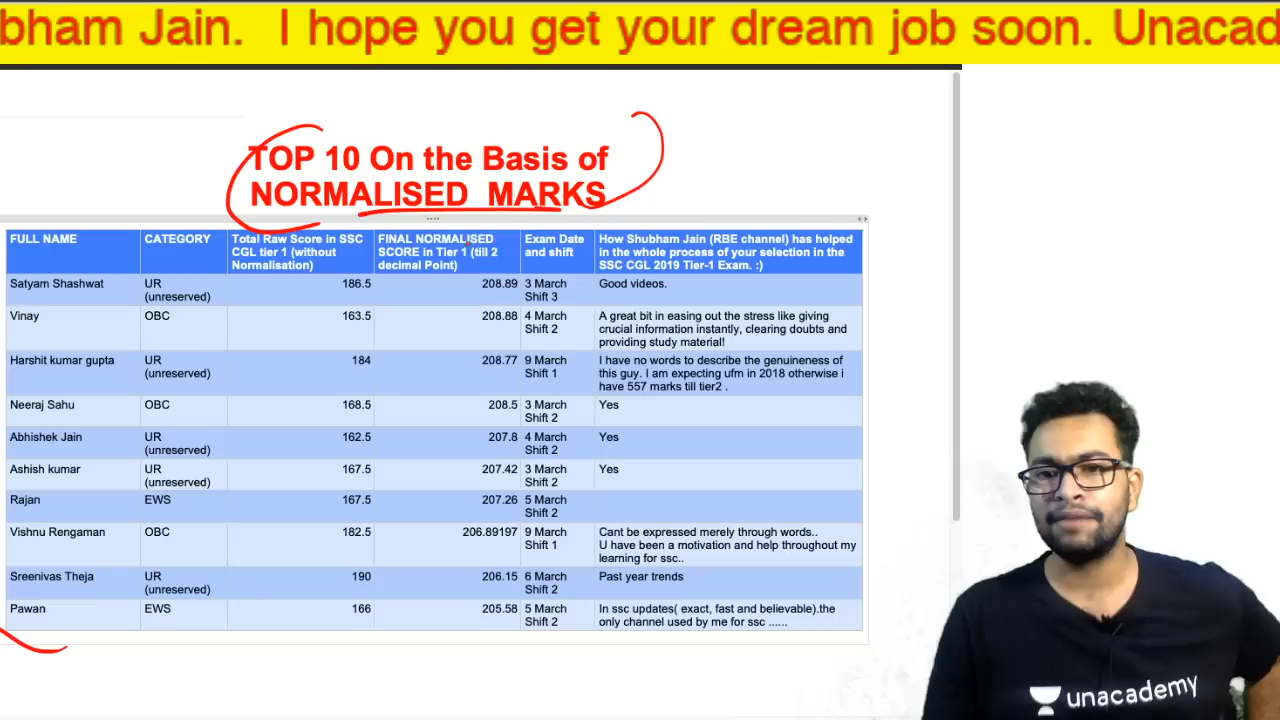 bham Jain. I hope you get your dream job soon. Unacad
TOP 10 On the Basis of
NORMALISED MARKS
FULL NAME
CATEGORY
Total Raw Score in SSC
CGL tier 1 (without
Normalisation)
FINAL NORMALISED
SCORE in Tier 1 (till 2
decimal Point)
Exam Date
and shift
How Shubham Jain (RBE channel) has helped
in the whole process of your selection in the
SSC CGL 2019 Tier-1 Exam. :)
Satyam Shashwat
UR
(unreserved)
186.5
208.89
3 March
Shift 3
Good videos.
Vinay
OBC
163.5
208.88
4 March
Shift 2
A great bit in easing out the stress like giving
crucial information instantly, clearing doubts and
providing study material!
Harshit kumar gupta
UR
(unreserved)
184
208.77
9 March
Shift 1
I have no words to describe the genuineness of
this guy. I am expecting ufm in 2018 otherwise i
have 557 marks till tier2 .
Neeraj Sahu
OBC
168.5
208.5
3 March
Shift 2
Yes
Abhishek Jain
UR
(unreserved)
162.5
207.8
4 March
Shift 2
Yes
Ashish kumar
UR
(unreserved)
167.5
207.42
3 March
Shift 2
Yes
Rajan
EWS
167.5
207.26
5 March
Shift 2
Vishnu Rengaman
OBC
182.5
206.89197
9 March
Shift 1
Cant be expressed merely through words..
U have been a motivation and help throughout my
learning for ssc..
Sreenivas Theja
UR
(unreserved)
190
206.15
6 March
Shift 2
Past year trends
Pawan
EWS
166
205.58
5 March
Shift 2
In ssc updates( exact, fast and believable).the
only channel used by me for ssc ......
unacademy